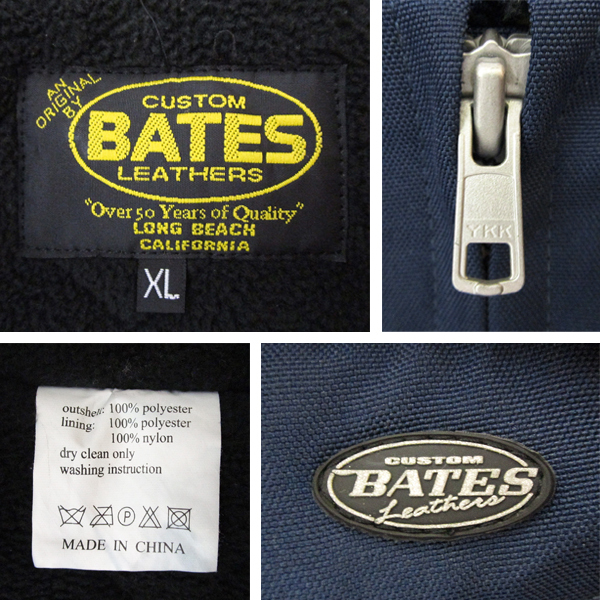 AN
ORIGINAL
BY
CUSTOM
BATES
LEATHERS
"Over 50 Years of Quality"
LONG BEACH
CALIFORNIA
XL
YKK
outshell: 100% polyester
lining: 100% polyester
100% nylon
dry clean only
washing instruction
P
MADE IN CHINA
CUSTOM
BATES
Leathers